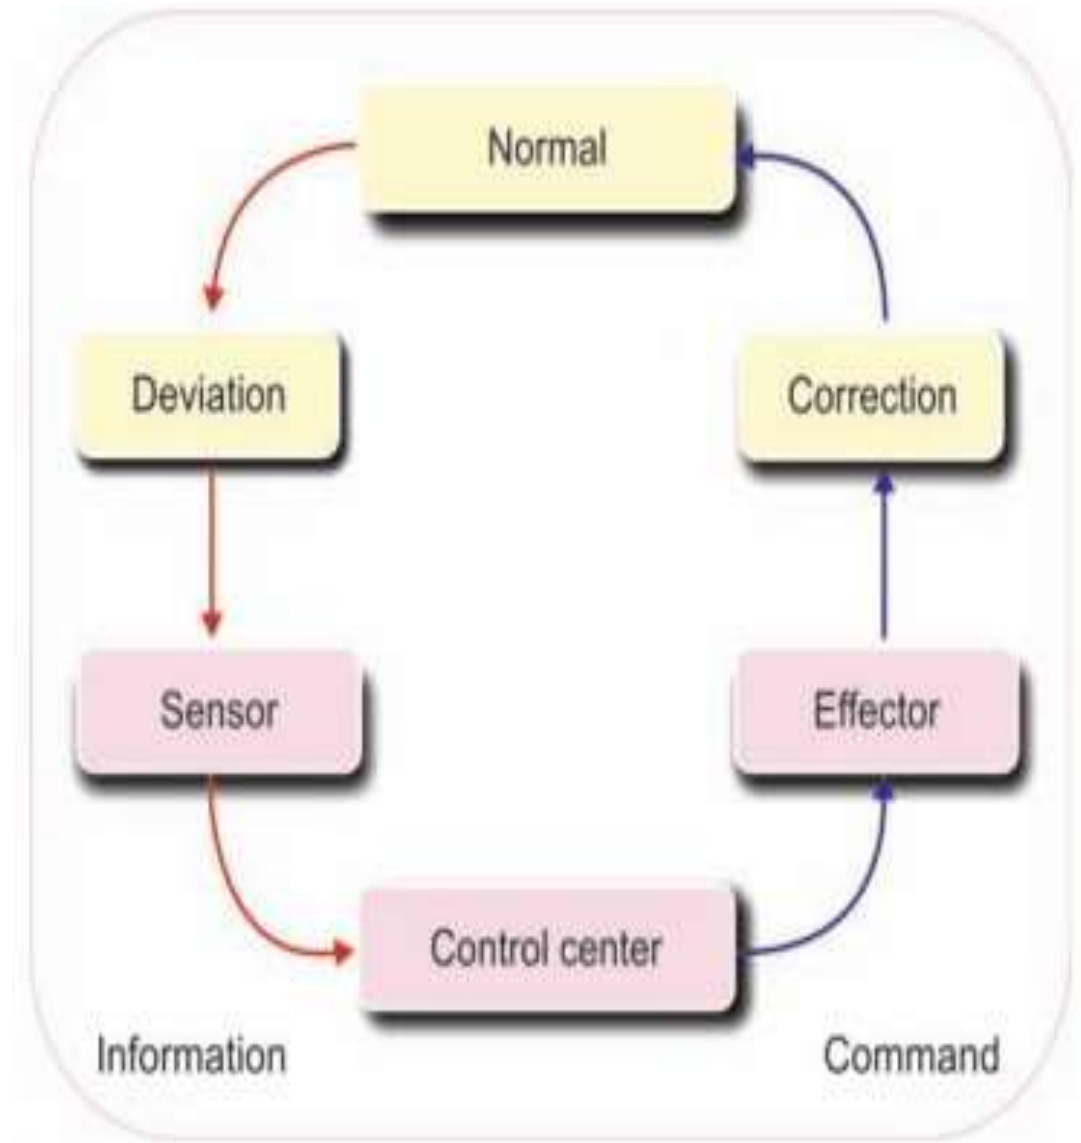 Normal
Deviation
Correction
Sensor
Effector
Control center
Information
Command